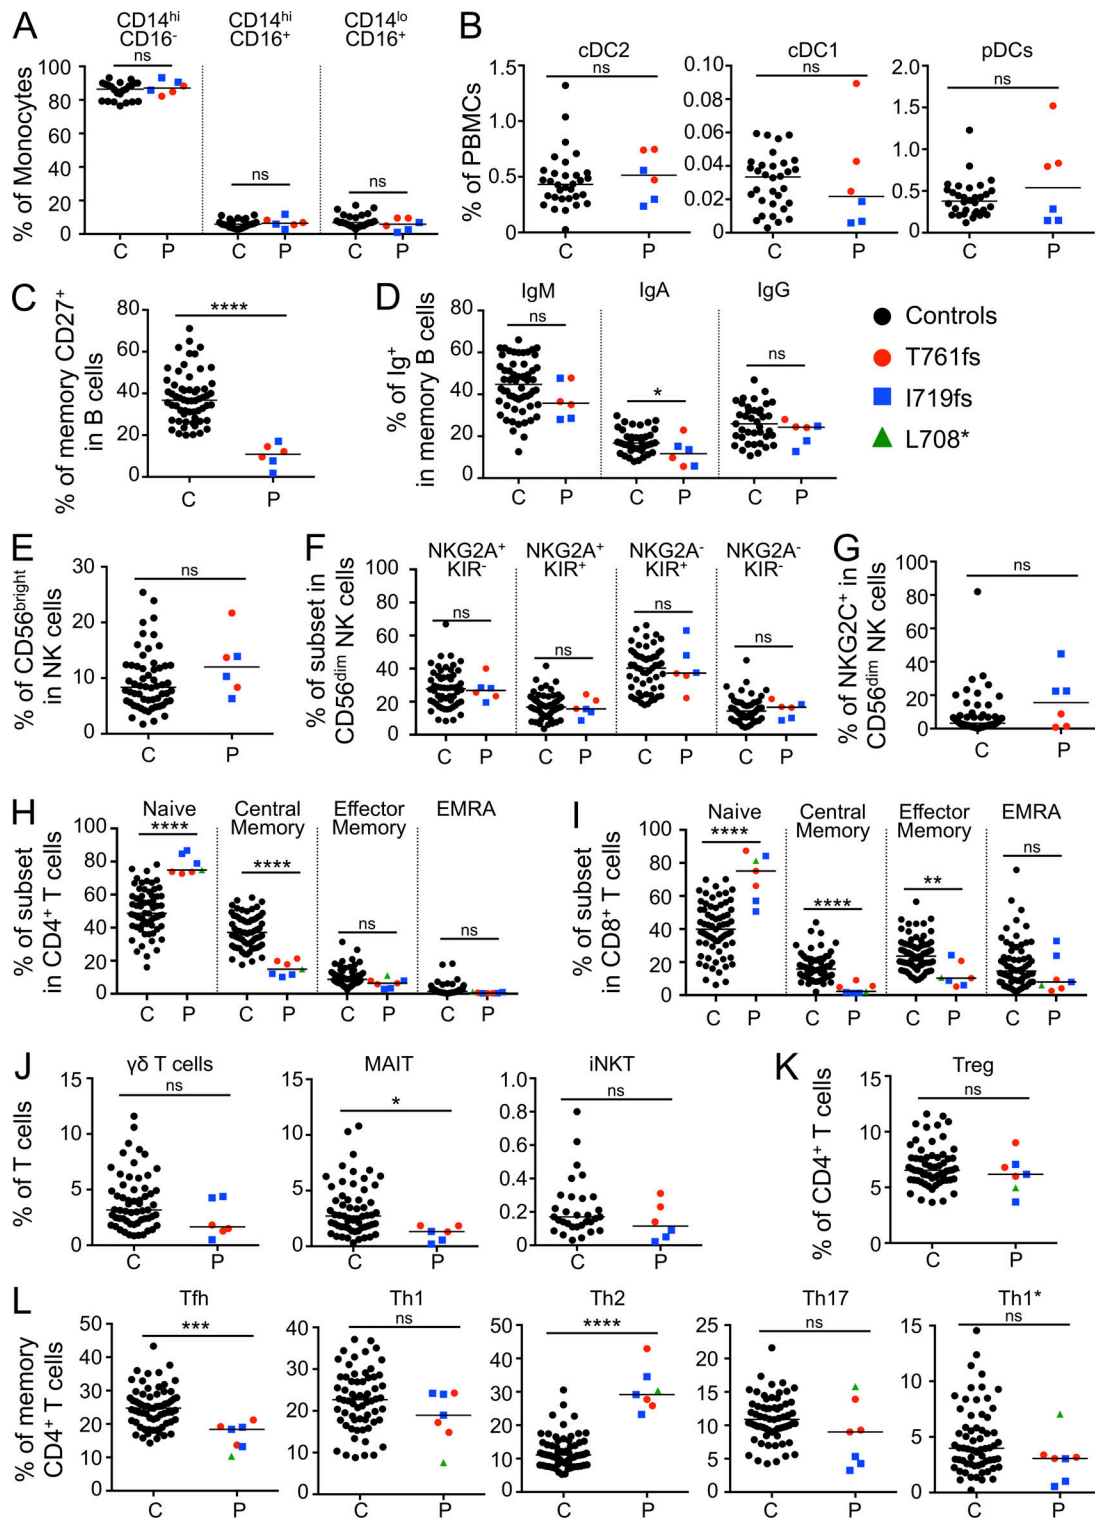 A
CD14hi CD16-
CD14hi CD16+
CD14lo CD16+
ns
ns
ns
% of Monocytes
100
80
60
40
20
0
C P C P C P
B
cDC2
cDC1
pDCs
ns
ns
ns
% of PBMCs
1.5
1.0
0.5
0.0
0.10
0.08
0.06
0.04
0.02
0.00
2.0
1.5
1.0
0.5
0.0
C P C P C P
C
****
% of memory CD27+
in B cells
80
60
40
20
0
C P
D
IgM
IgA
IgG
ns
*
ns
% of Ig+
in memory B cells
80
60
40
20
0
C P C P C P
Controls
T761fs
I719fs
L708*
E
ns
% of CD56bright
in NK cells
30
20
10
0
C P
F
NKG2A+ KIR-
NKG2A+ KIR+
NKG2A- KIR+
NKG2A- KIR-
ns
ns
ns
ns
% of subset in
CD56dim NK cells
100
80
60
40
20
0
C P C P C P C P
G
ns
% of NKG2C+ in
CD56dim NK cells
100
80
60
40
20
0
C P
H
Naive
Central Memory
Effector Memory
EMRA
****
****
ns
ns
% of subset
in CD4+ T cells
100
80
60
40
20
0
C P C P C P C P
I
Naive
Central Memory
Effector Memory
EMRA
****
****
**
ns
% of subset
in CD8+ T cells
100
80
60
40
20
0
C P C P C P C P
J
γδ T cells
MAIT
iNKT
ns
*
ns
% of T cells
15
10
5
0
15
10
5
0
1.0
0.8
0.6
0.4
0.2
0.0
C P C P C P
K
Treg
ns
% of CD4+ T cells
15
10
5
0
C P
L
Tfh
Th1
Th2
Th17
Th1*
***
ns
****
ns
ns
% of memory
CD4+ T cells
50
40
30
20
10
0
40
30
20
10
0
50
40
30
20
10
0
25
20
15
10
5
0
15
10
5
0
C P C P C P C P C P